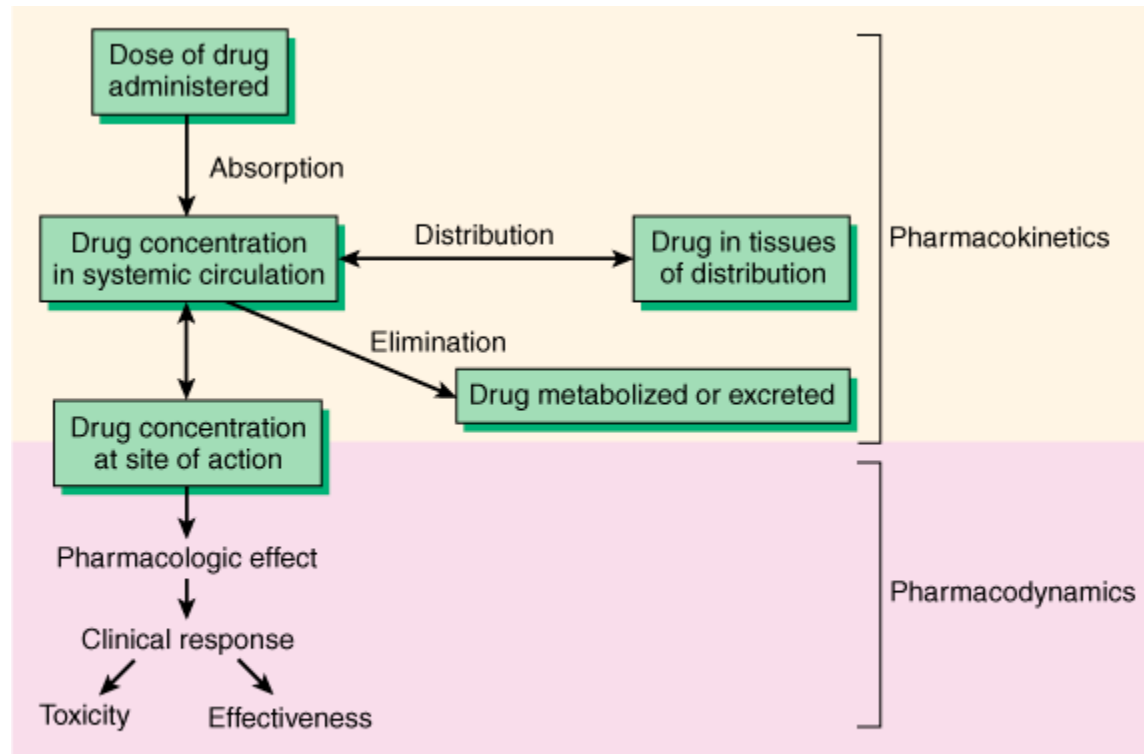 Dose of drug
administered
Absorption
Drug concentration
in systemic circulation
Distribution
Drug in tissues
of distribution
Pharmacokinetics
Elimination
Drug metabolized or excreted
Drug concentration
at site of action
Pharmacologic effect
Pharmacodynamics
Clinical response
Toxicity
Effectiveness